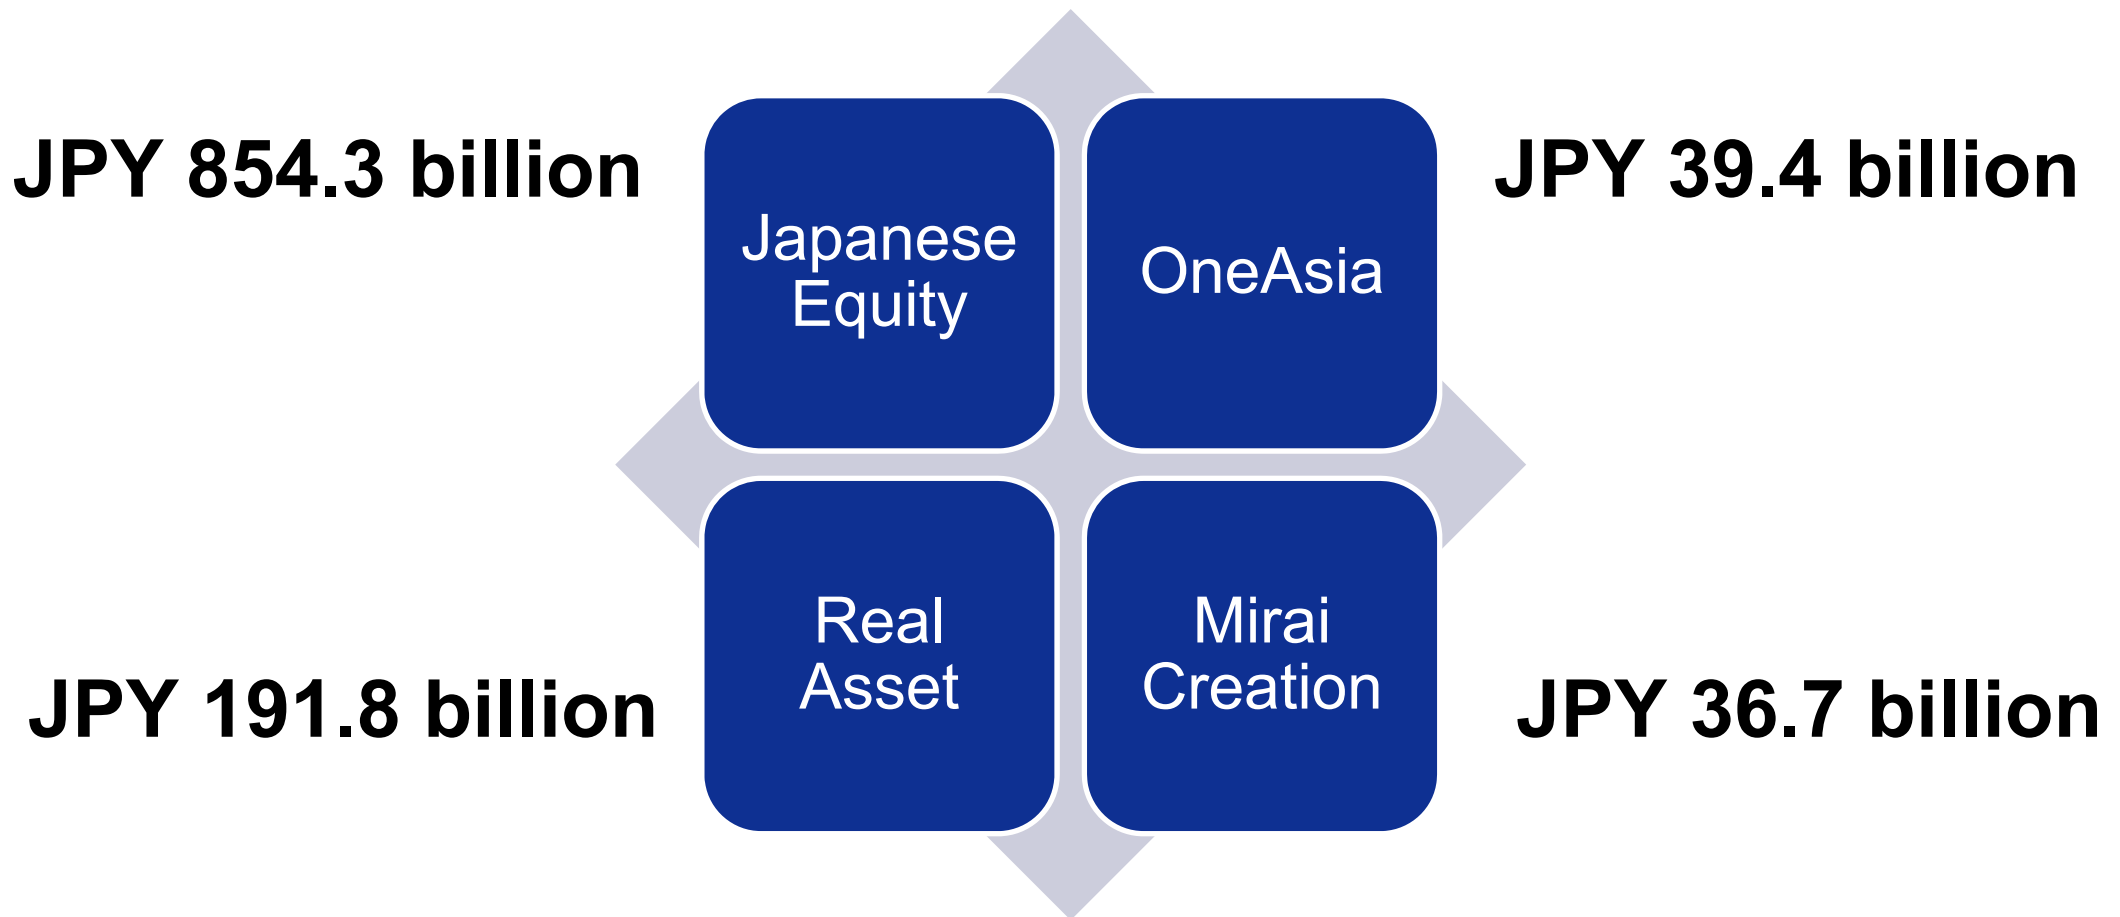 JPY 854.3 billion
Japanese
Equity
OneAsia
JPY 39.4 billion
JPY 191.8 billion
Real
Asset
Mirai
Creation
JPY 36.7 billion